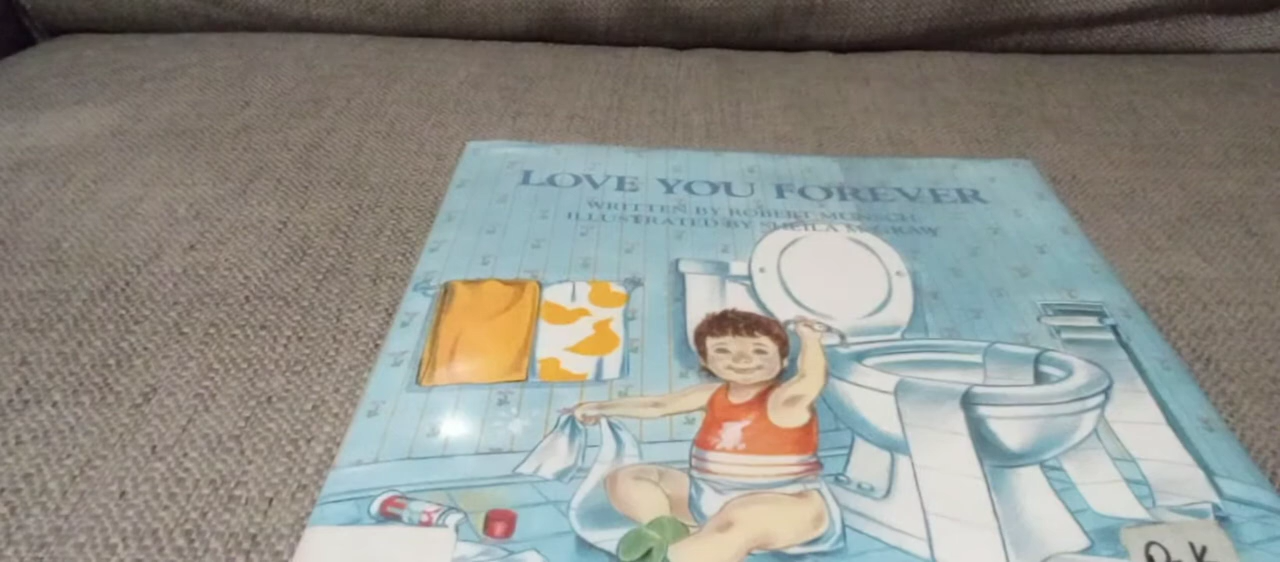 LOVE YOU FOREVER
WRITTEN BY ROBERT MUNSCH
ILLUSTRATED BY SHEILA McGRAW